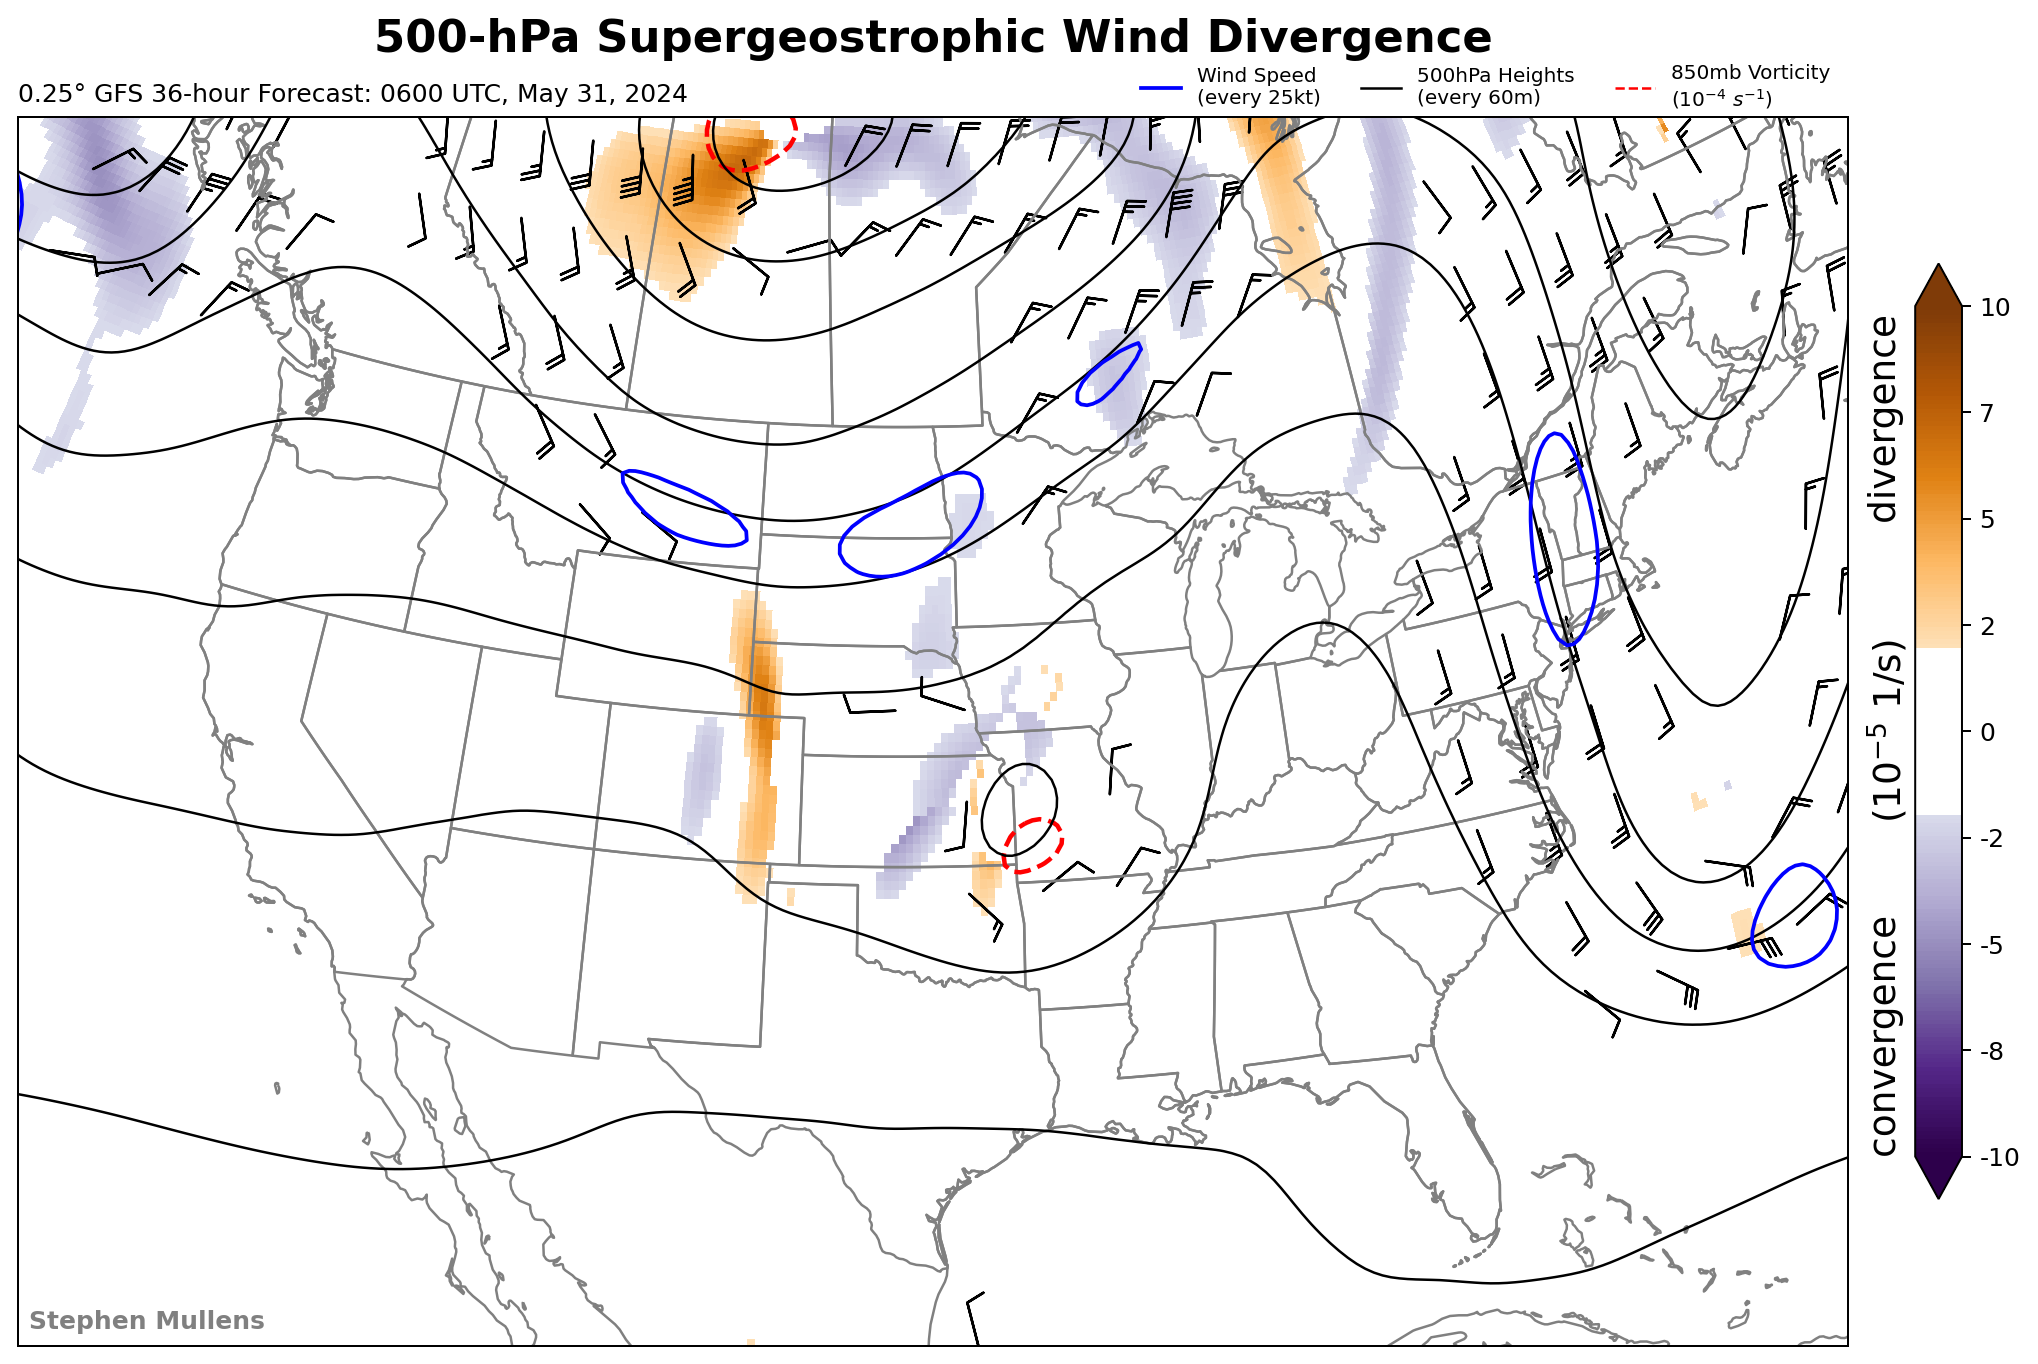 500-hPa Supergeostrophic Wind Divergence
0.25° GFS 36-hour Forecast: 0600 UTC, May 31, 2024
Wind Speed
(every 25kt)
500hPa Heights
(every 60m)
850mb Vorticity
(10⁻⁴ s⁻¹)
10
7
5
2
0
-2
-5
-8
-10
convergence (10⁻⁵ 1/s) divergence
Stephen Mullens